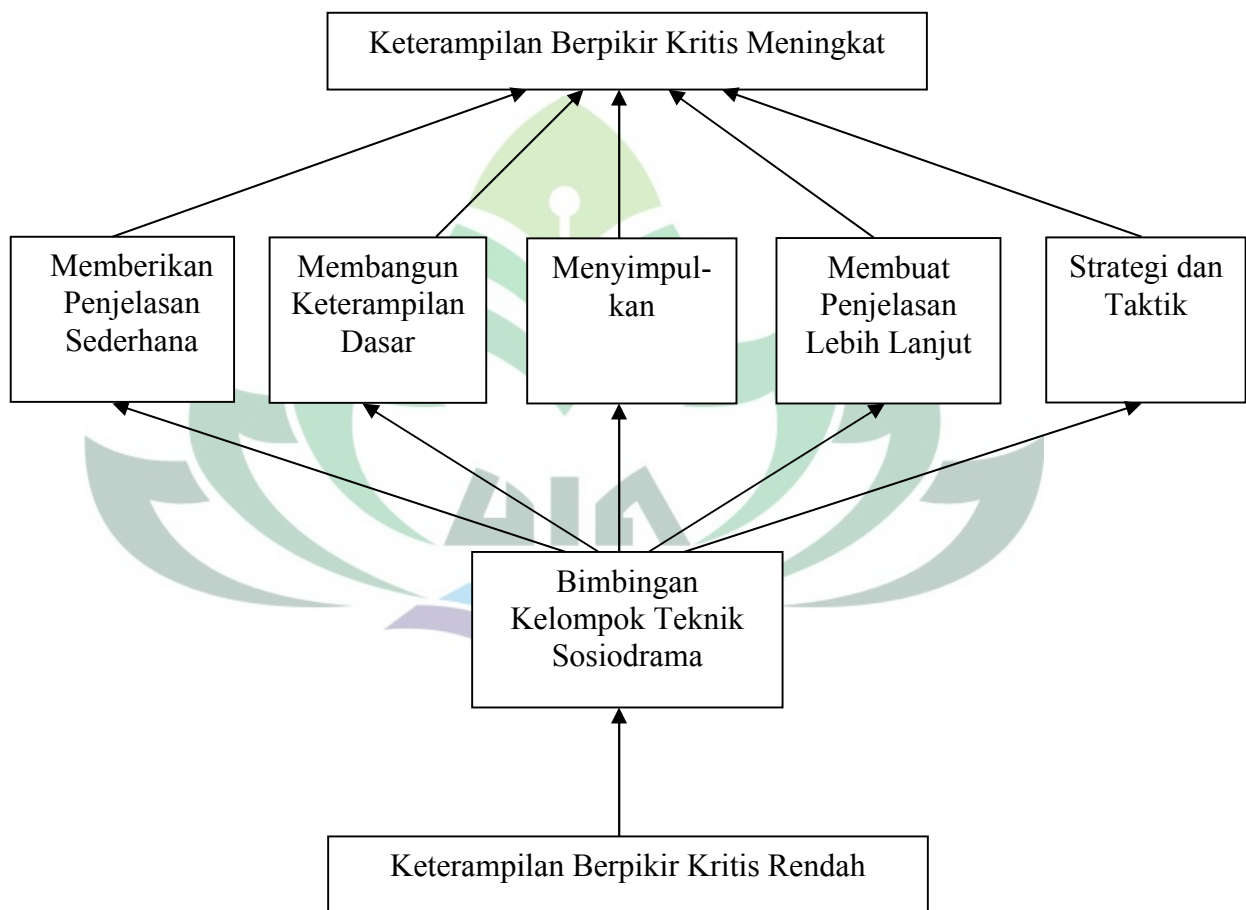 Keterampilan Berpikir Kritis Meningkat
Memberikan
Penjelasan
Sederhana
Membangun
Keterampilan
Dasar
Menyimpul-
kan
Membuat
Penjelasan
Lebih Lanjut
Strategi dan
Taktik
Bimbingan
Kelompok Teknik
Sosiodrama
Keterampilan Berpikir Kritis Rendah